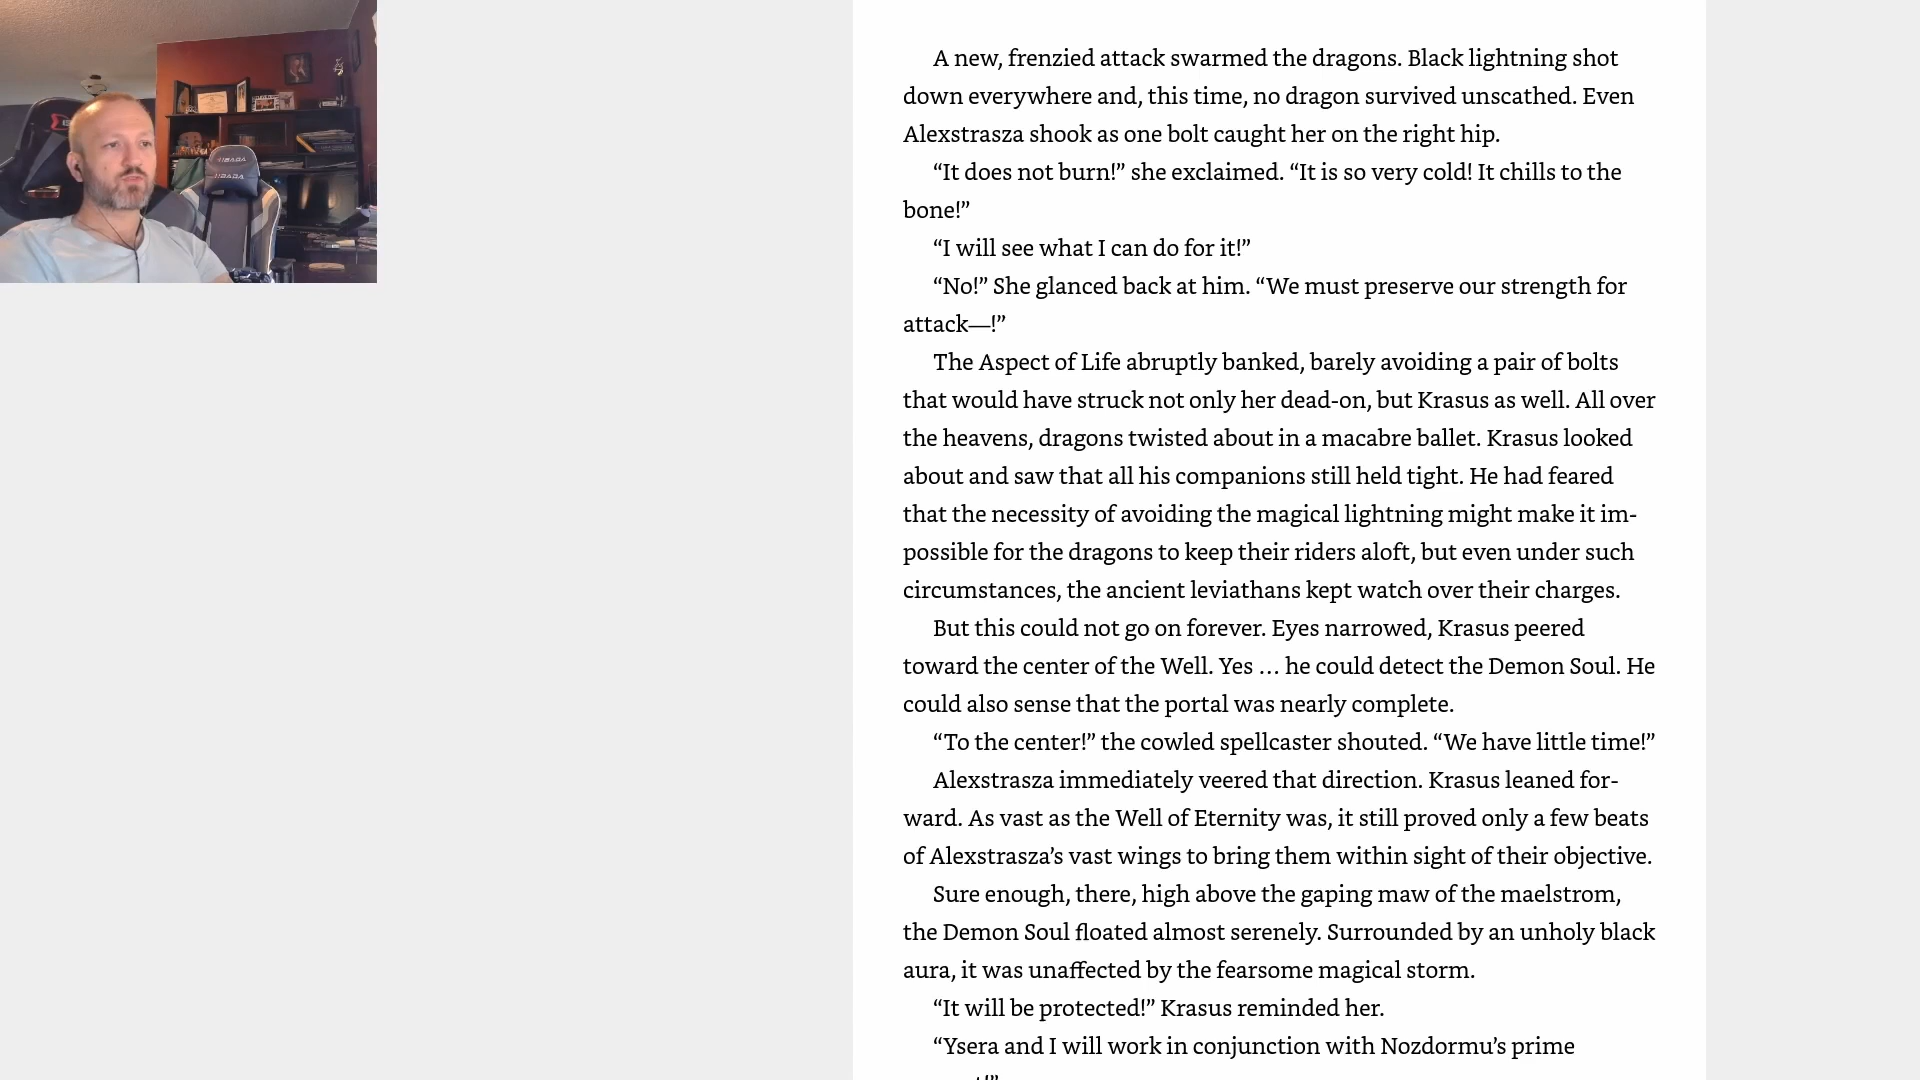 A new, frenzied attack swarmed the dragons. Black lightning shot
down everywhere and, this time, no dragon survived unscathed. Even
Alexstrasza shook as one bolt caught her on the right hip.
“It does not burn!” she exclaimed. “It is so very cold! It chills to the
bone!”
“I will see what I can do for it!”
“No!” She glanced back at him. “We must preserve our strength for
attack—!”
The Aspect of Life abruptly banked, barely avoiding a pair of bolts
that would have struck not only her dead-on, but Krasus as well. All over
the heavens, dragons twisted about in a macabre ballet. Krasus looked
about and saw that all his companions still held tight. He had feared
that the necessity of avoiding the magical lightning might make it im-
possible for the dragons to keep their riders aloft, but even under such
circumstances, the ancient leviathans kept watch over their charges.
But this could not go on forever. Eyes narrowed, Krasus peered
toward the center of the Well. Yes … he could detect the Demon Soul. He
could also sense that the portal was nearly complete.
“To the center!” the cowled spellcaster shouted. “We have little time!”
Alexstrasza immediately veered that direction. Krasus leaned for-
ward. As vast as the Well of Eternity was, it still proved only a few beats
of Alexstrasza’s vast wings to bring them within sight of their objective.
Sure enough, there, high above the gaping maw of the maelstrom,
the Demon Soul floated almost serenely. Surrounded by an unholy black
aura, it was unaffected by the fearsome magical storm.
“It will be protected!” Krasus reminded her.
“Ysera and I will work in conjunction with Nozdormu’s prime